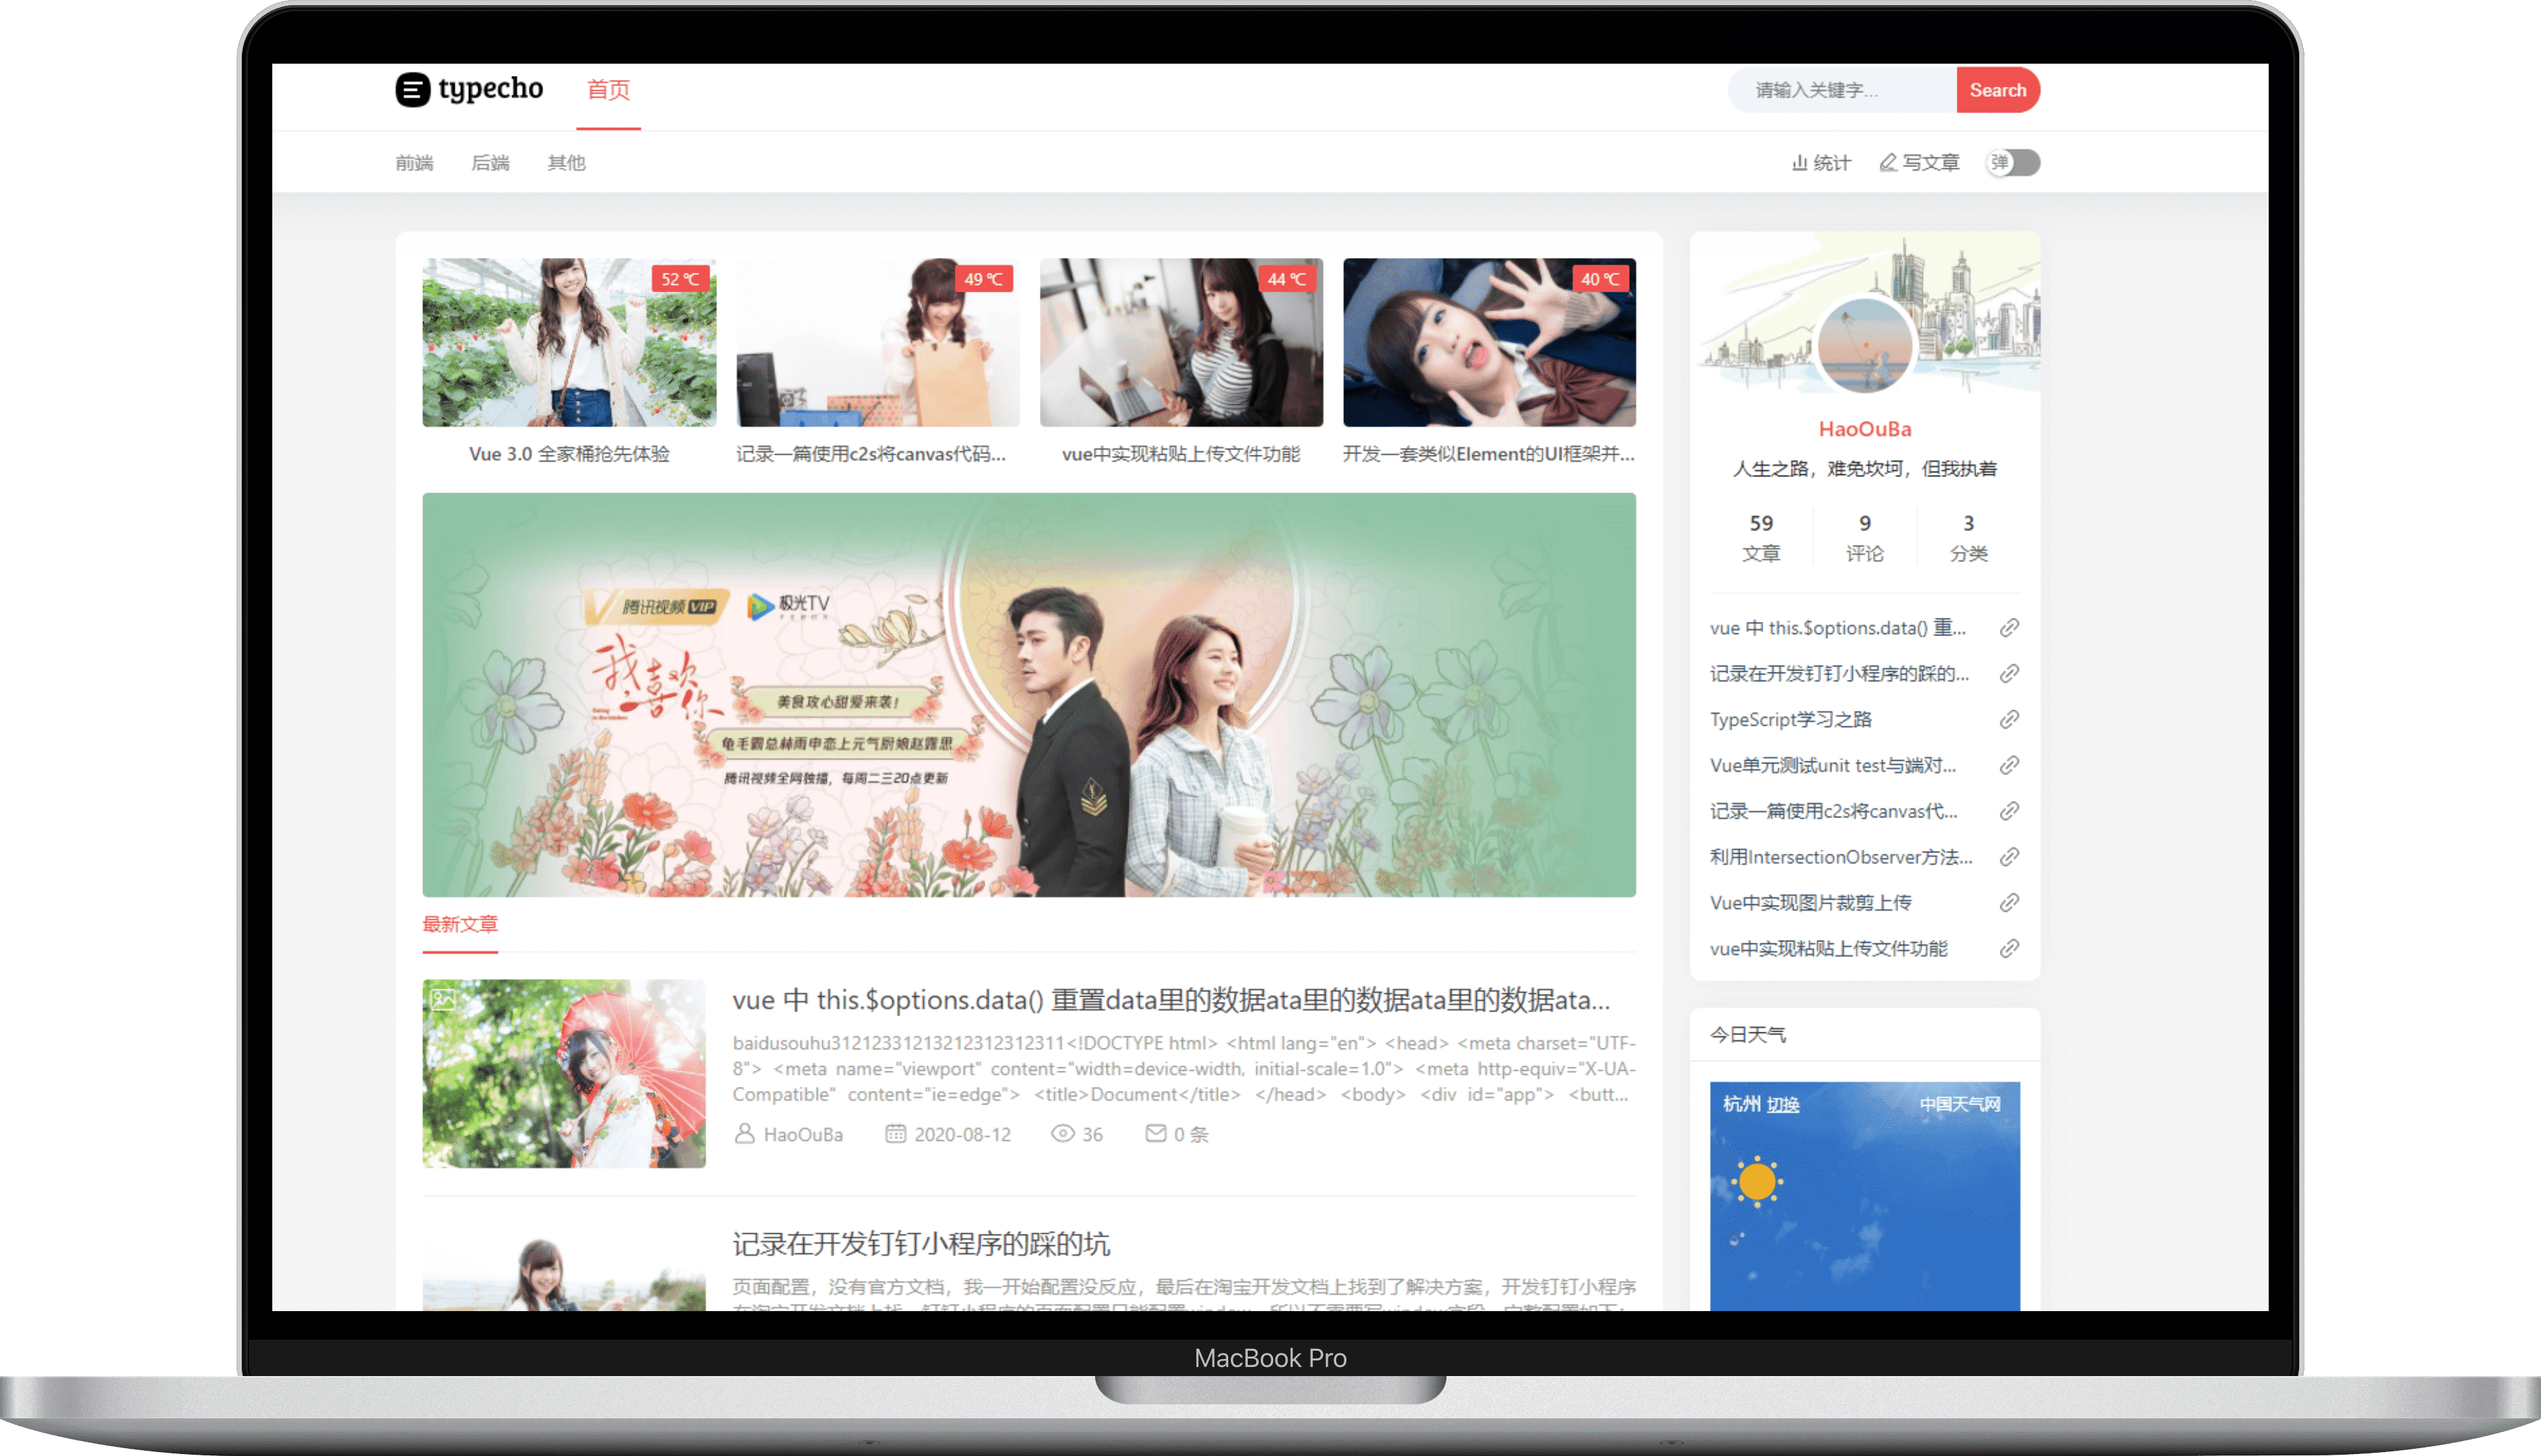 typecho
首页
请输入关键字...
Search
前端
后端
其他
统计
写文章
弹
52 ℃
49 ℃
44 ℃
40 ℃
Vue 3.0 全家桶抢先体验
记录一篇使用c2s将canvas代码...
vue中实现粘贴上传文件功能
开发一套类似Element的UI框架并...
腾讯视频VIP
极光TV
我喜欢你
美食攻心甜爱来袭！
龟毛霸总林雨申恋上元气厨娘赵露思
腾讯视频全网独播，每周二三20点更新
最新文章
vue 中 this.$options.data() 重置data里的数据ata里的数据ata里的数据ata...
baidusouhu31212331213212312312311<!DOCTYPE html> <html lang="en"> <head> <meta charset="UTF-
8"> <meta name="viewport" content="width=device-width, initial-scale=1.0"> <meta http-equiv="X-UA-
Compatible" content="ie=edge"> <title>Document</title> </head> <body> <div id="app"> <butt...
HaoOuBa
2020-08-12
36
0 条
记录在开发钉钉小程序的踩的坑
页面配置，没有官方文档，我一开始配置没反应，最后在淘宝开发文档上找到了解决方案，开发钉钉小程序
HaoOuBa
人生之路，难免坎坷，但我执着
59
文章
9
评论
3
分类
vue 中 this.$options.data() 重...
记录在开发钉钉小程序的踩的...
TypeScript学习之路
Vue单元测试unit test与端对...
记录一篇使用c2s将canvas代...
利用IntersectionObserver方法...
Vue中实现图片裁剪上传
vue中实现粘贴上传文件功能
今日天气
杭州 切换
中国天气网
MacBook Pro